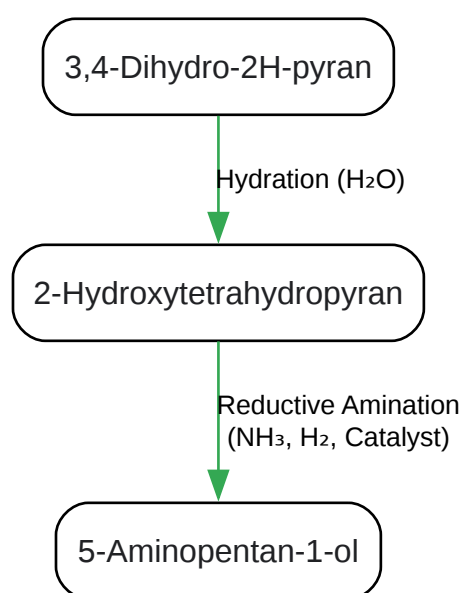 3,4-Dihydro-2H-pyran
Hydration (H₂O)
2-Hydroxytetrahydropyran
Reductive Amination
(NH₃, H₂, Catalyst)
5-Aminopentan-1-ol